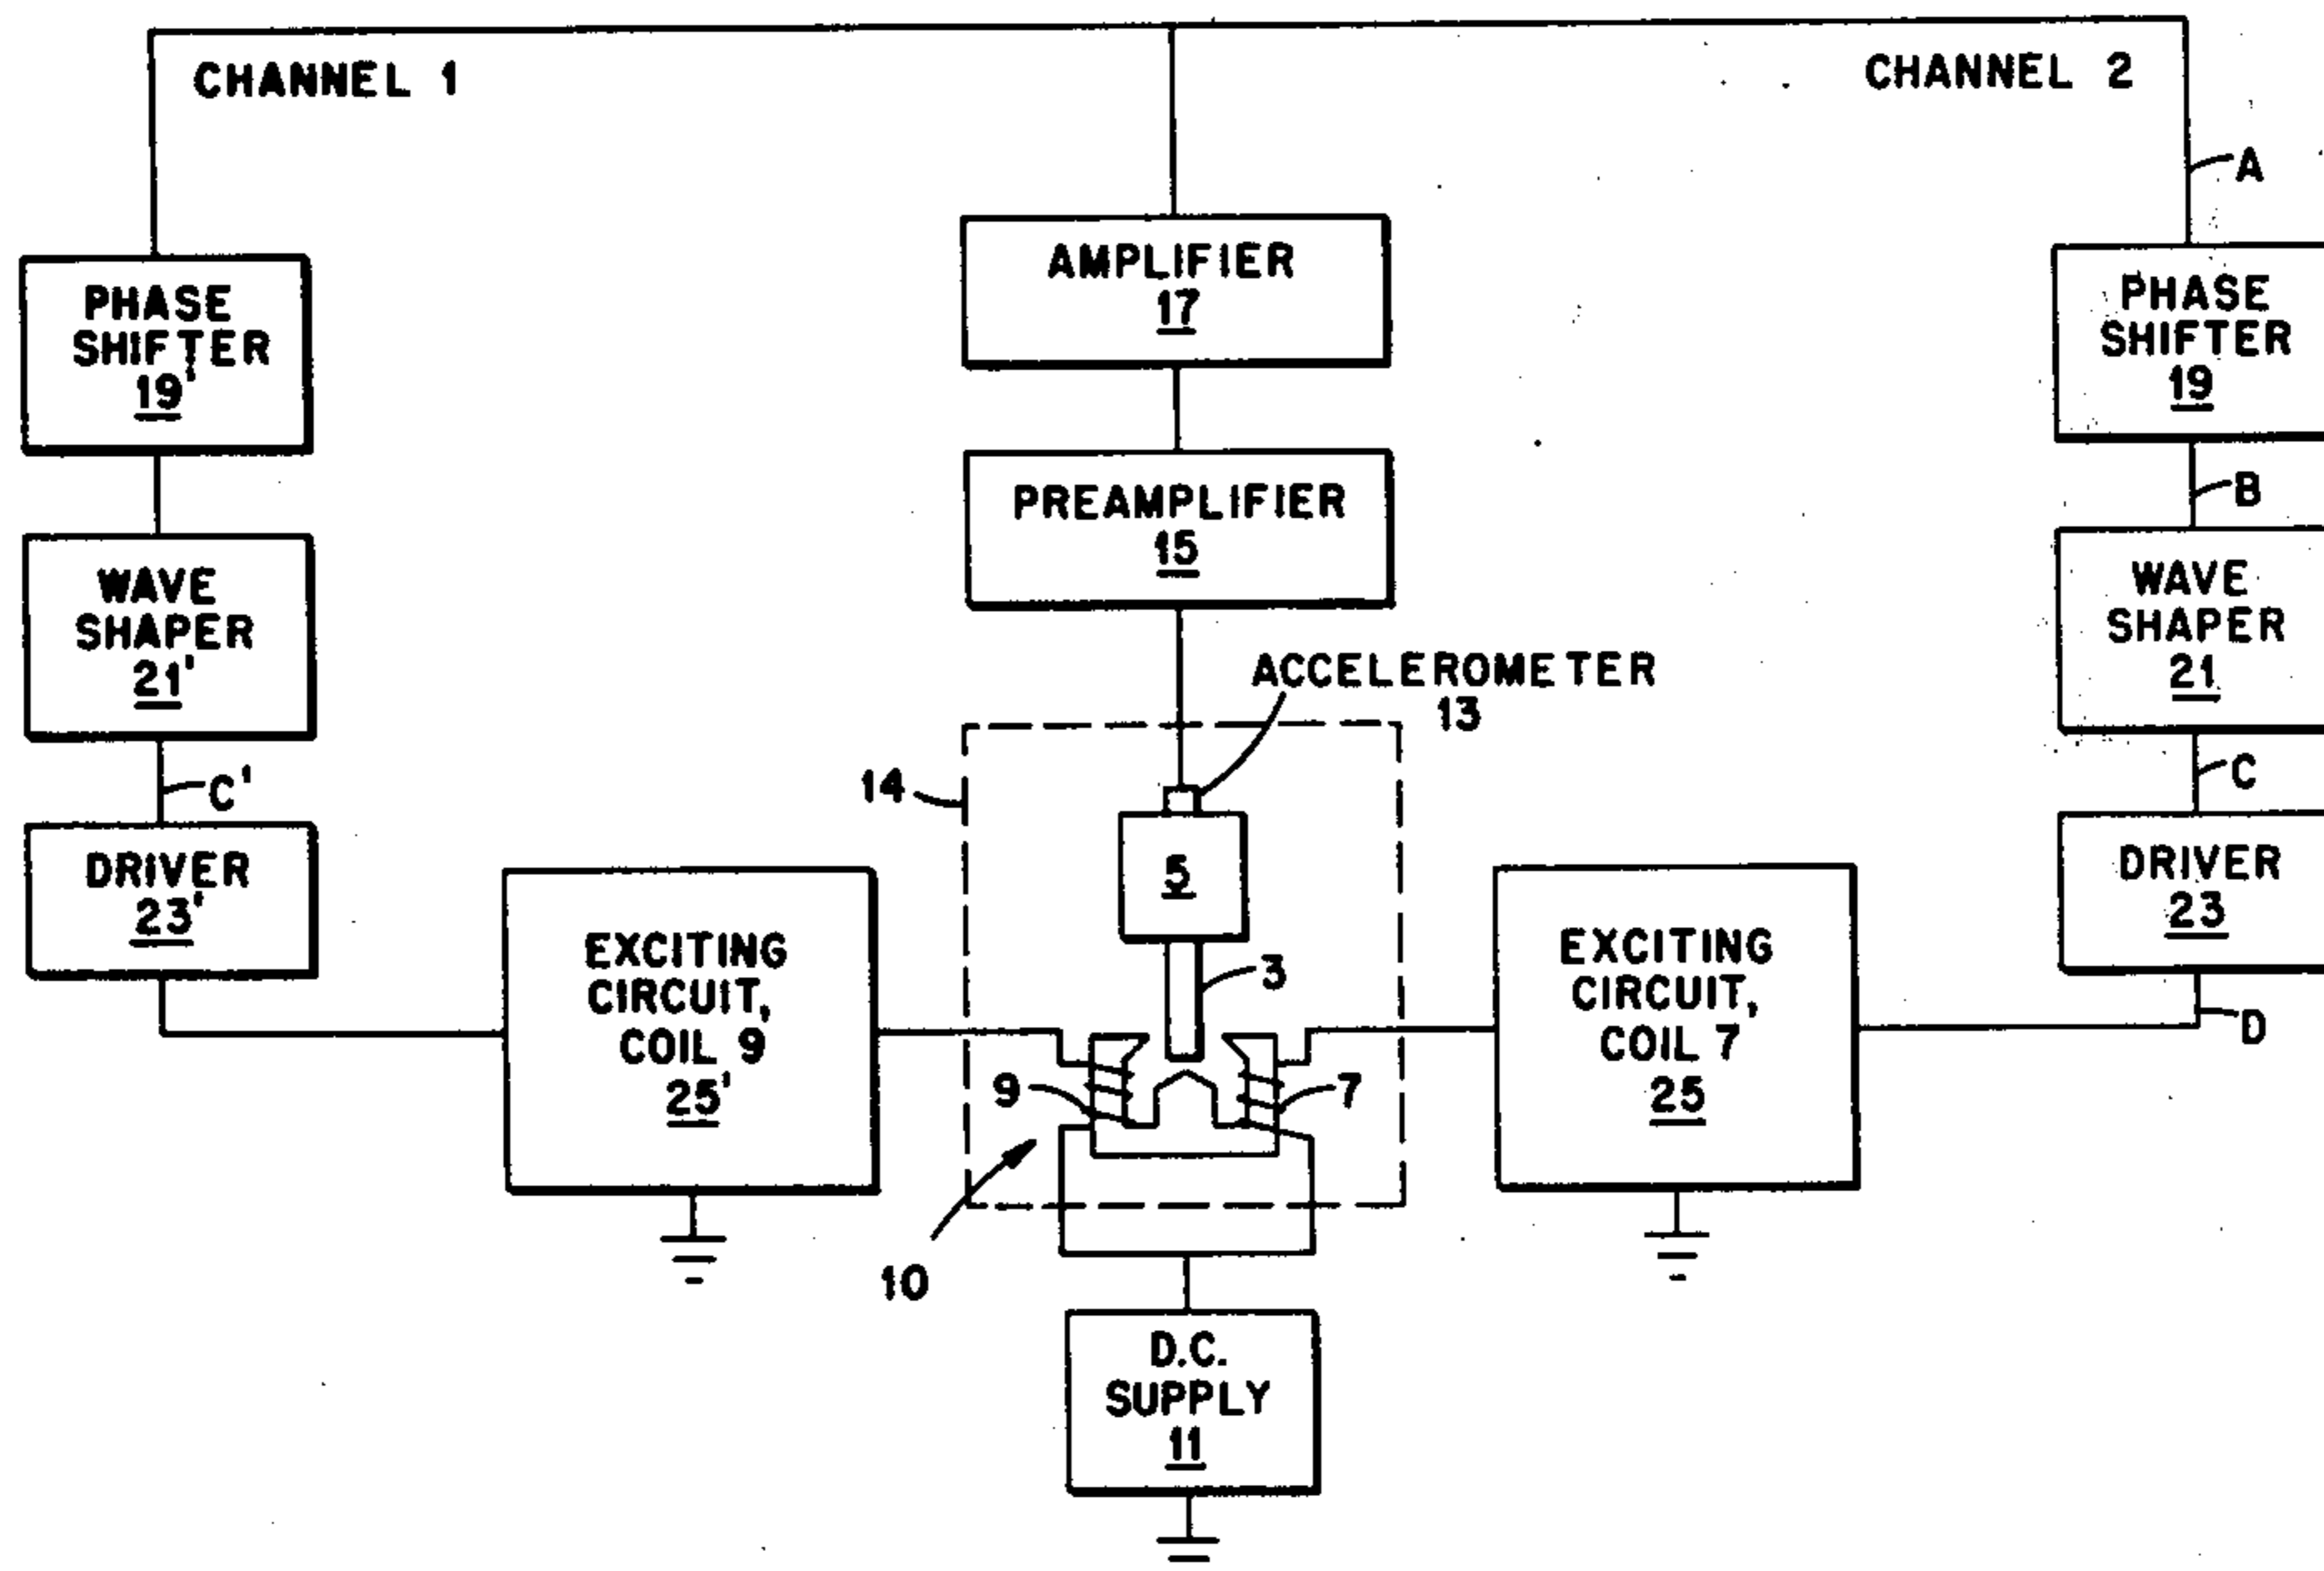 CHANNEL 1
CHANNEL 2
A
AMPLIFIER
17
PHASE
SHIFTER
19'
PHASE
SHIFTER
19
PREAMPLIFIER
15
B
WAVE
SHAPER
21'
WAVE
SHAPER
21
ACCELEROMETER
13
C'
14
C
DRIVER
23'
5
DRIVER
23
EXCITING
CIRCUIT,
COIL 9'
25'
3
EXCITING
CIRCUIT,
COIL 7
25
D
9
7
10
D.C.
SUPPLY
11